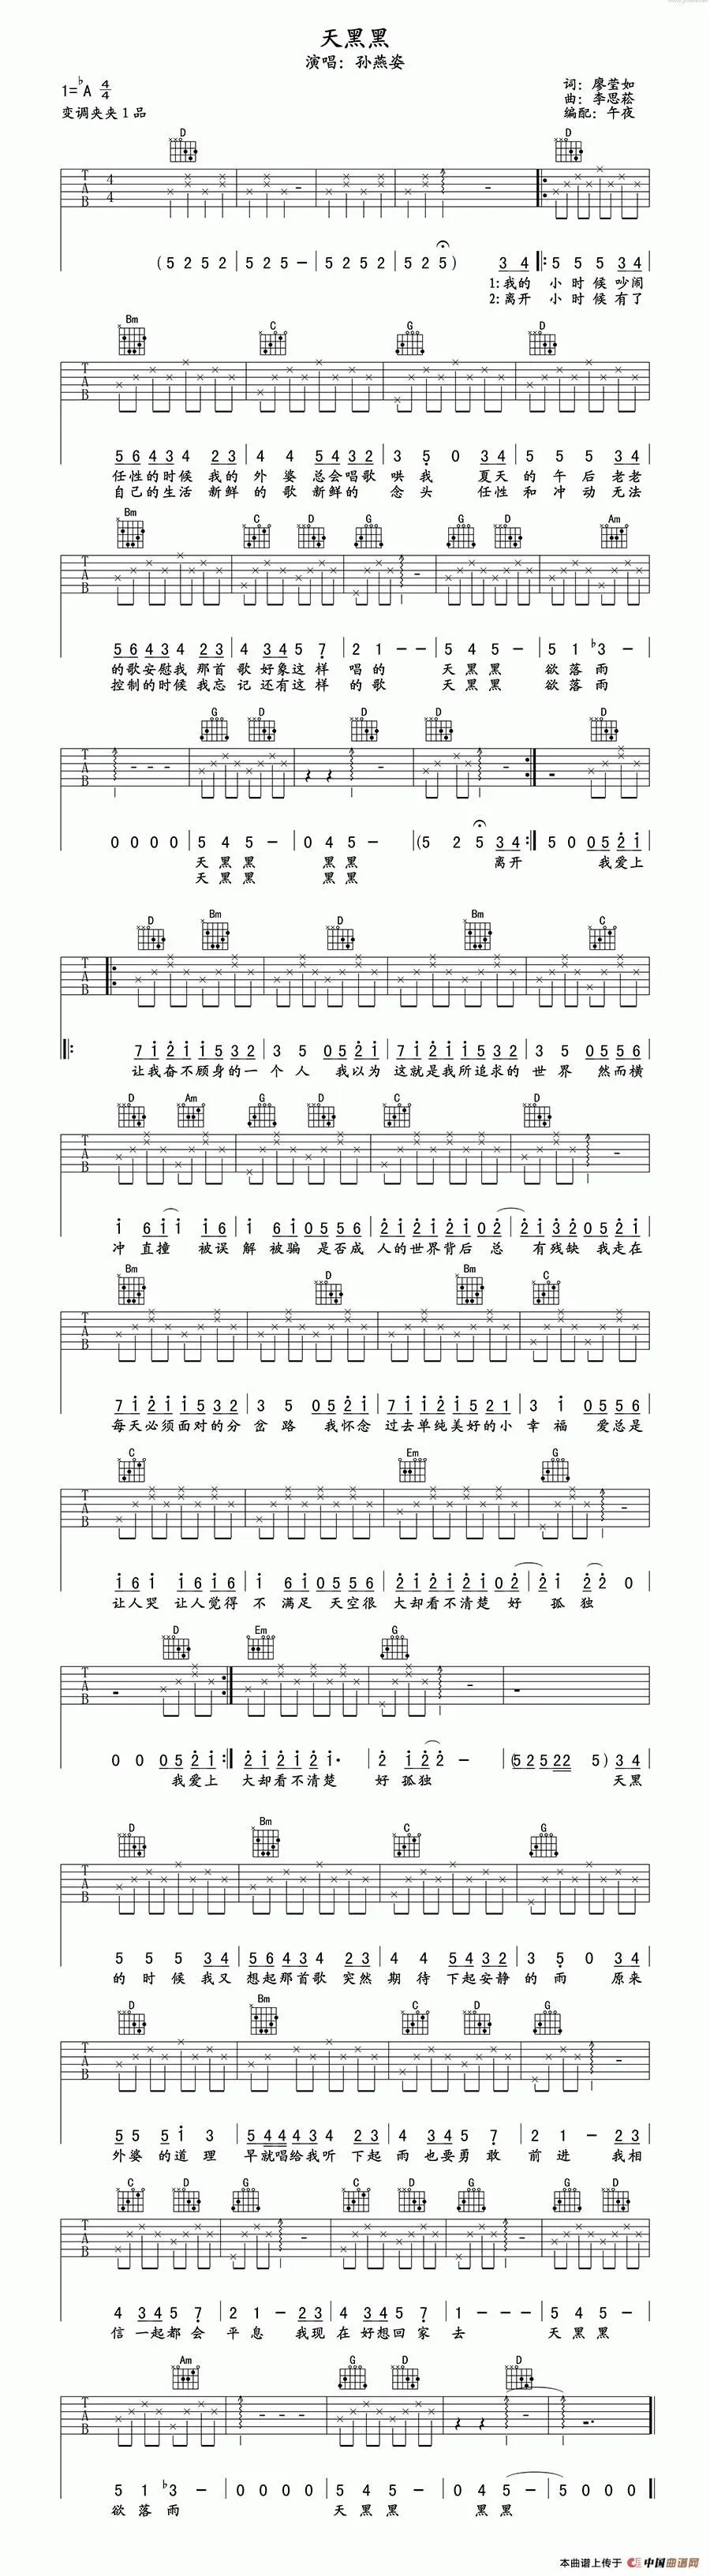 天黑黑
演唱：孙燕姿
1=♭A 4/4
变调夹夹1品
词：廖莹如
曲：李思菘
编配：午夜
D D
T A B 4 4
(5 2 5 2 | 5 2 5 - | 5 2 5 2 | 5 2 5) 3 4 |: 5 5 5 3 4 |
1:我的 小时候吵闹
2:离开 小时候有了
Bm C G D
T A B
5 6 4 3 4 2 3 | 4 4 5 4 3 2 | 3 5 0 3 4 | 5 5 5 3 4 |
任性的时候 我的外婆总会唱歌哄我 夏天的午后老老
自己的生活 新鲜的歌新鲜的 念头 任性和冲动无法
Bm C D G G D Am
T A B
5 6 4 3 4 2 3 | 4 3 4 5 7 | 2 1 - - | 5 4 5 - | 5 1 ♭3 - |
的歌安慰我 那首歌好象这样 唱的 天黑黑 欲落雨
控制的时候我忘记还有这样 的歌 天黑黑 欲落雨
G D D D D
T A B
0 0 0 0 | 5 4 5 - | 0 4 5 - | (5 2 5 3 4 :| 5 0 0 5 2 1 |
天黑黑 黑黑 离开 我爱上
天黑黑 黑黑
D Bm D Bm C
T A B
|: 7 1 2 1 1 5 3 2 | 3 5 0 5 2 1 | 7 1 2 1 1 5 3 2 | 3 5 0 5 5 6 |
让我奋不顾身的一个人 我以为 这就是我所追求的世界 然而横
D Am G D C D
T A B
1 6 1 1 1 6 | 1 6 1 0 5 5 6 | 2 1 2 1 2 1 0 2 | 2 1 3 2 0 5 2 1 |
冲直撞 被误解被骗 是否成人的世界背后总 有残缺 我走在
Bm D Bm C
T A B
7 1 2 1 1 5 3 2 | 3 5 0 5 2 1 | 7 1 1 2 1 5 2 1 | 3 1 0 5 5 6 |
每天必须面对的分岔路 我怀念 过去单纯美好的小幸福 爱总是
C Em G
T A B
1 6 1 1 6 1 6 | 1 6 1 0 5 5 6 | 2 1 2 1 2 1 0 2 | 2 1 2 2 0 |
让人哭 让人觉得 不满足 天空很大却看不清楚 好 孤独
D Em G
T A B
0 0 0 5 2 1 :| 2 1 2 1 2 1· | 2 1 2 2 - | (5 2 5 2 2 5) 3 4 |
我爱上 大却看不清楚 好孤独 天黑
D Bm C G
T A B
5 5 5 3 4 | 5 6 4 3 4 2 3 | 4 4 5 4 3 2 | 3 5 0 3 4 |
的时候我又想起那首歌 突然期待 下起安静的雨 原来
D Bm C D G
T A B
5 5 5 1 3 | 5 4 4 4 3 4 2 3 | 4 3 4 5 7 | 2 1 - 2 3 |
外婆的道理 早就唱给我听 下起雨也要勇敢 前进 我相
C D G C D G G D
T A B
4 3 4 5 7 | 2 1 - 2 3 | 4 3 4 5 7 | 1 - - - | 5 4 5 - |
信一起都会 平息 我现在好想回家 去 天黑黑
Am G D D
T A B
5 1 ♭3 - | 0 0 0 0 | 5 4 5 - | 0 4 5 - | 5 0 0 0 ||
欲落雨 天黑黑 黑黑
本曲谱上传于 中国曲谱网